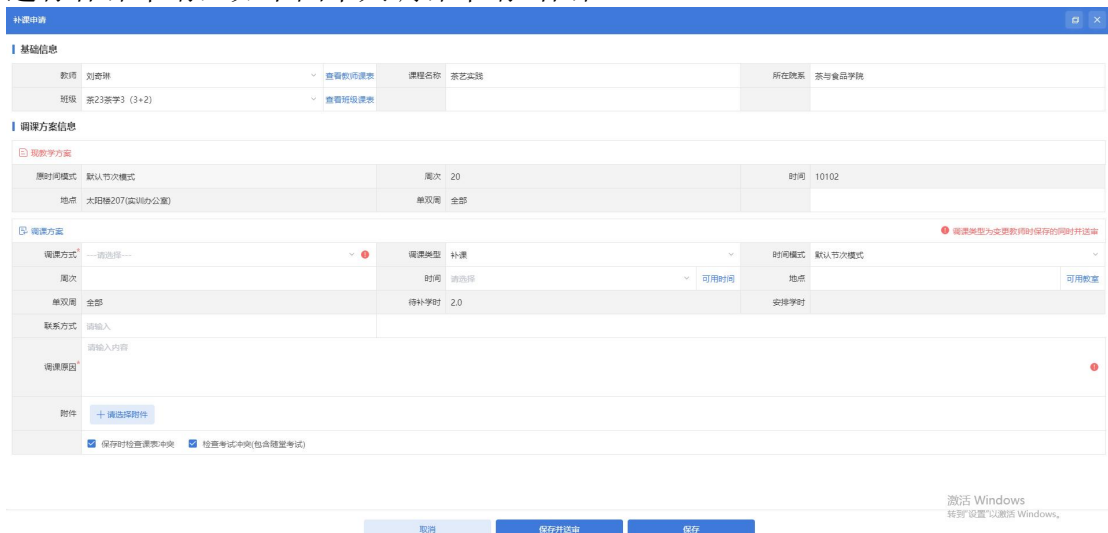 补课申请
基础信息
教师 刘奇琳 查看教师课表 课程名称 茶艺实践 所在院系 茶与食品学院
班级 茶23茶学3（3+2） 查看班级课表
调课方案信息
现教学方案
原时间模式 默认节次模式 周次 20 时间 10102
地点 太阳楼207(实训办公室) 单双周 全部
调课方案 调课类型为变更教师时保存的同时并送审
调课方式* ---请选择--- 调课类型 补课 时间模式 默认节次模式
周次 时间 请选择 可用时间 地点 可用教室
单双周 全部 待补学时 2.0 安排学时
联系方式 请输入
请输入内容
调课原因*
附件 +请选择附件
保存时检查课表冲突 检查考试冲突(包含随堂考试)
激活 Windows
转到"设置"以激活 Windows。
取消 保存并送审 保存